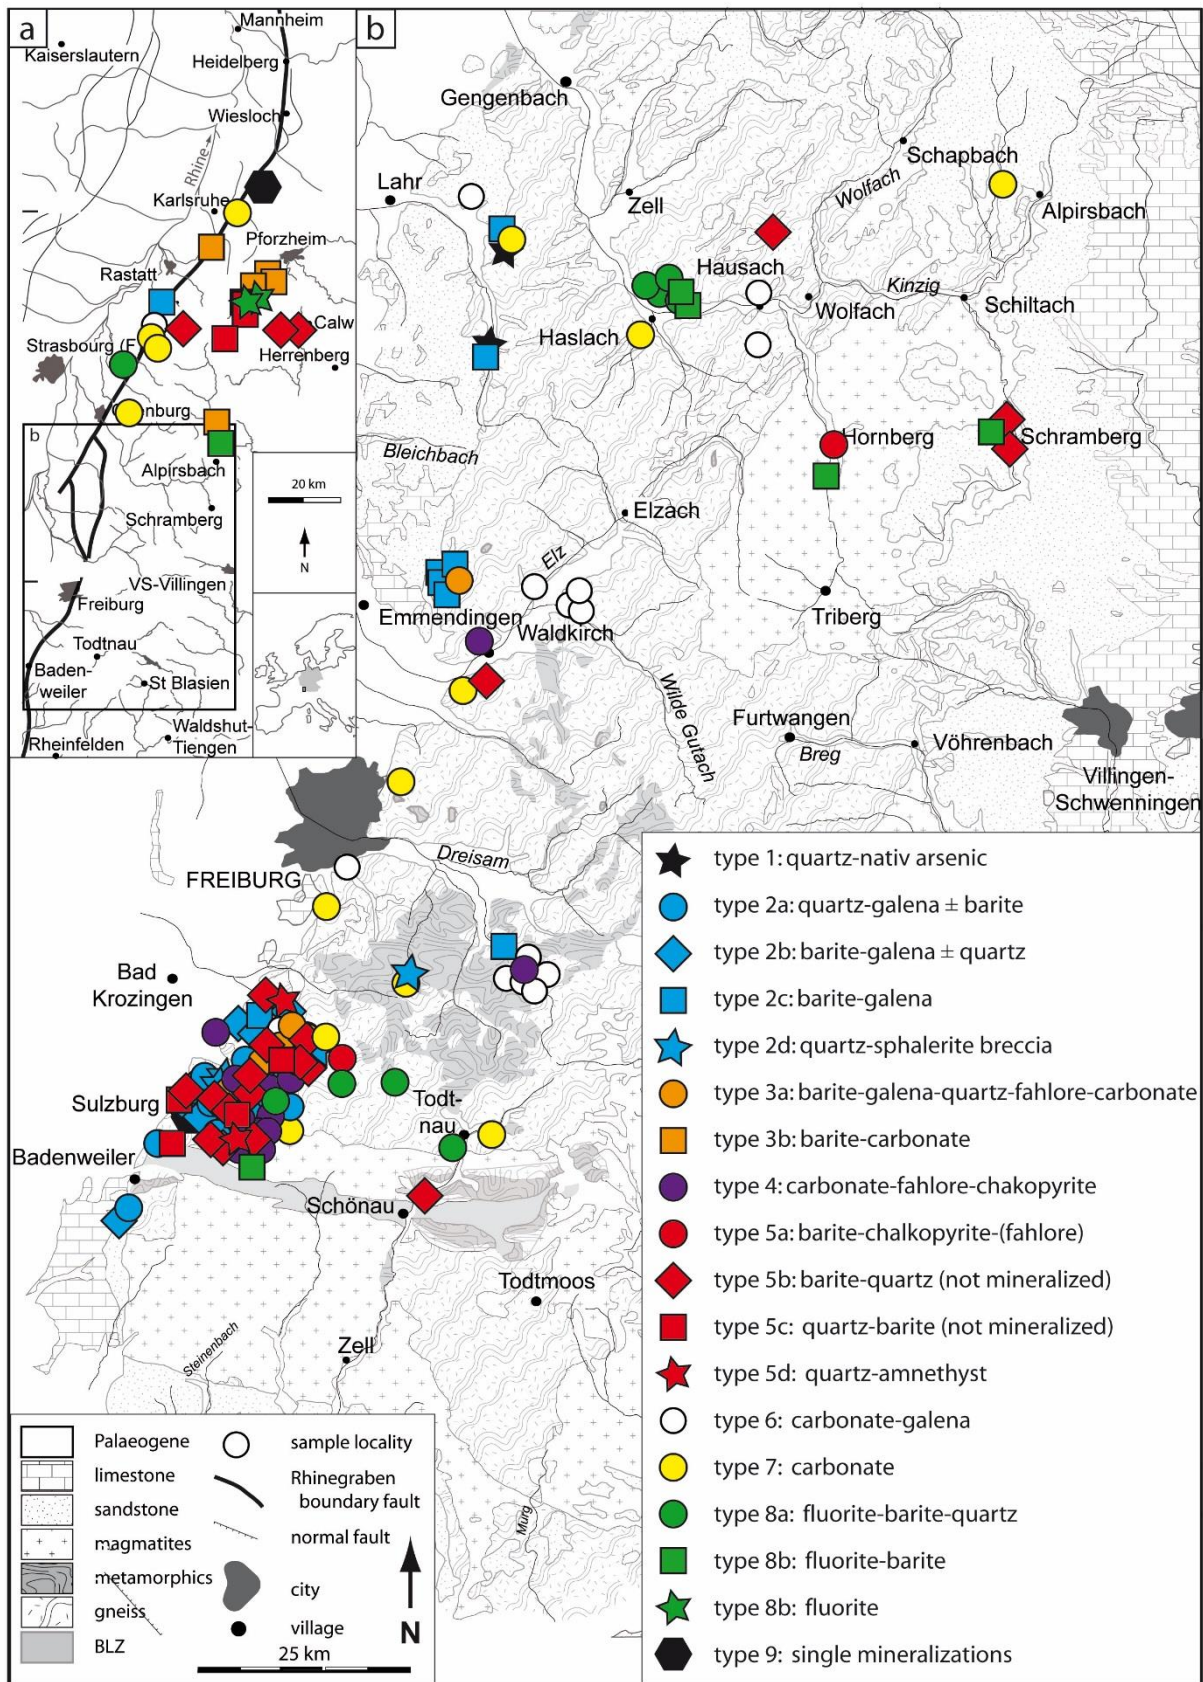 a
Mannheim
Kaiserslautern
Heidelberg
Wiesloch
Rhine
Karlsruhe
Pforzheim
Rastatt
Calw
Strasbourg (F
Herrenberg
b
Alpirsbach
20 km
Schramberg
N
VS-Villingen
Freiburg
Todtnau
Baden-
weiler
St Blasien
Waldshut-
Tiengen
Rheinfelden
b
Gengenbach
Schapbach
Lahr
Zell
Wolfach
Alpirsbach
Hausach
Kinzig
Haslach
Wolfach
Schiltach
Hornberg
Schramberg
Bleichbach
Elzach
Elz
Emmendingen
Waldkirch
Triberg
Wilde Gutach
Furtwangen
Breg
Vöhrenbach
Villingen-
Schwenningen
Dreisam
FREIBURG
Bad
Krozingen
Sulzburg
Todt-
nau
Badenweiler
Schönau
Todtmoos
Steinenbach
Zell
Murg
type 1: quartz-nativ arsenic
type 2a: quartz-galena ± barite
type 2b: barite-galena ± quartz
type 2c: barite-galena
type 2d: quartz-sphalerite breccia
type 3a: barite-galena-quartz-fahlore-carbonate
type 3b: barite-carbonate
type 4: carbonate-fahlore-chakopyrite
type 5a: barite-chalkopyrite-(fahlore)
type 5b: barite-quartz (not mineralized)
type 5c: quartz-barite (not mineralized)
type 5d: quartz-amnethyst
type 6: carbonate-galena
type 7: carbonate
type 8a: fluorite-barite-quartz
type 8b: fluorite-barite
type 8b: fluorite
type 9: single mineralizations
Palaeogene
limestone
sandstone
magmatites
metamorphics
gneiss
BLZ
sample locality
Rhinegraben
boundary fault
normal fault
city
village
25 km
N